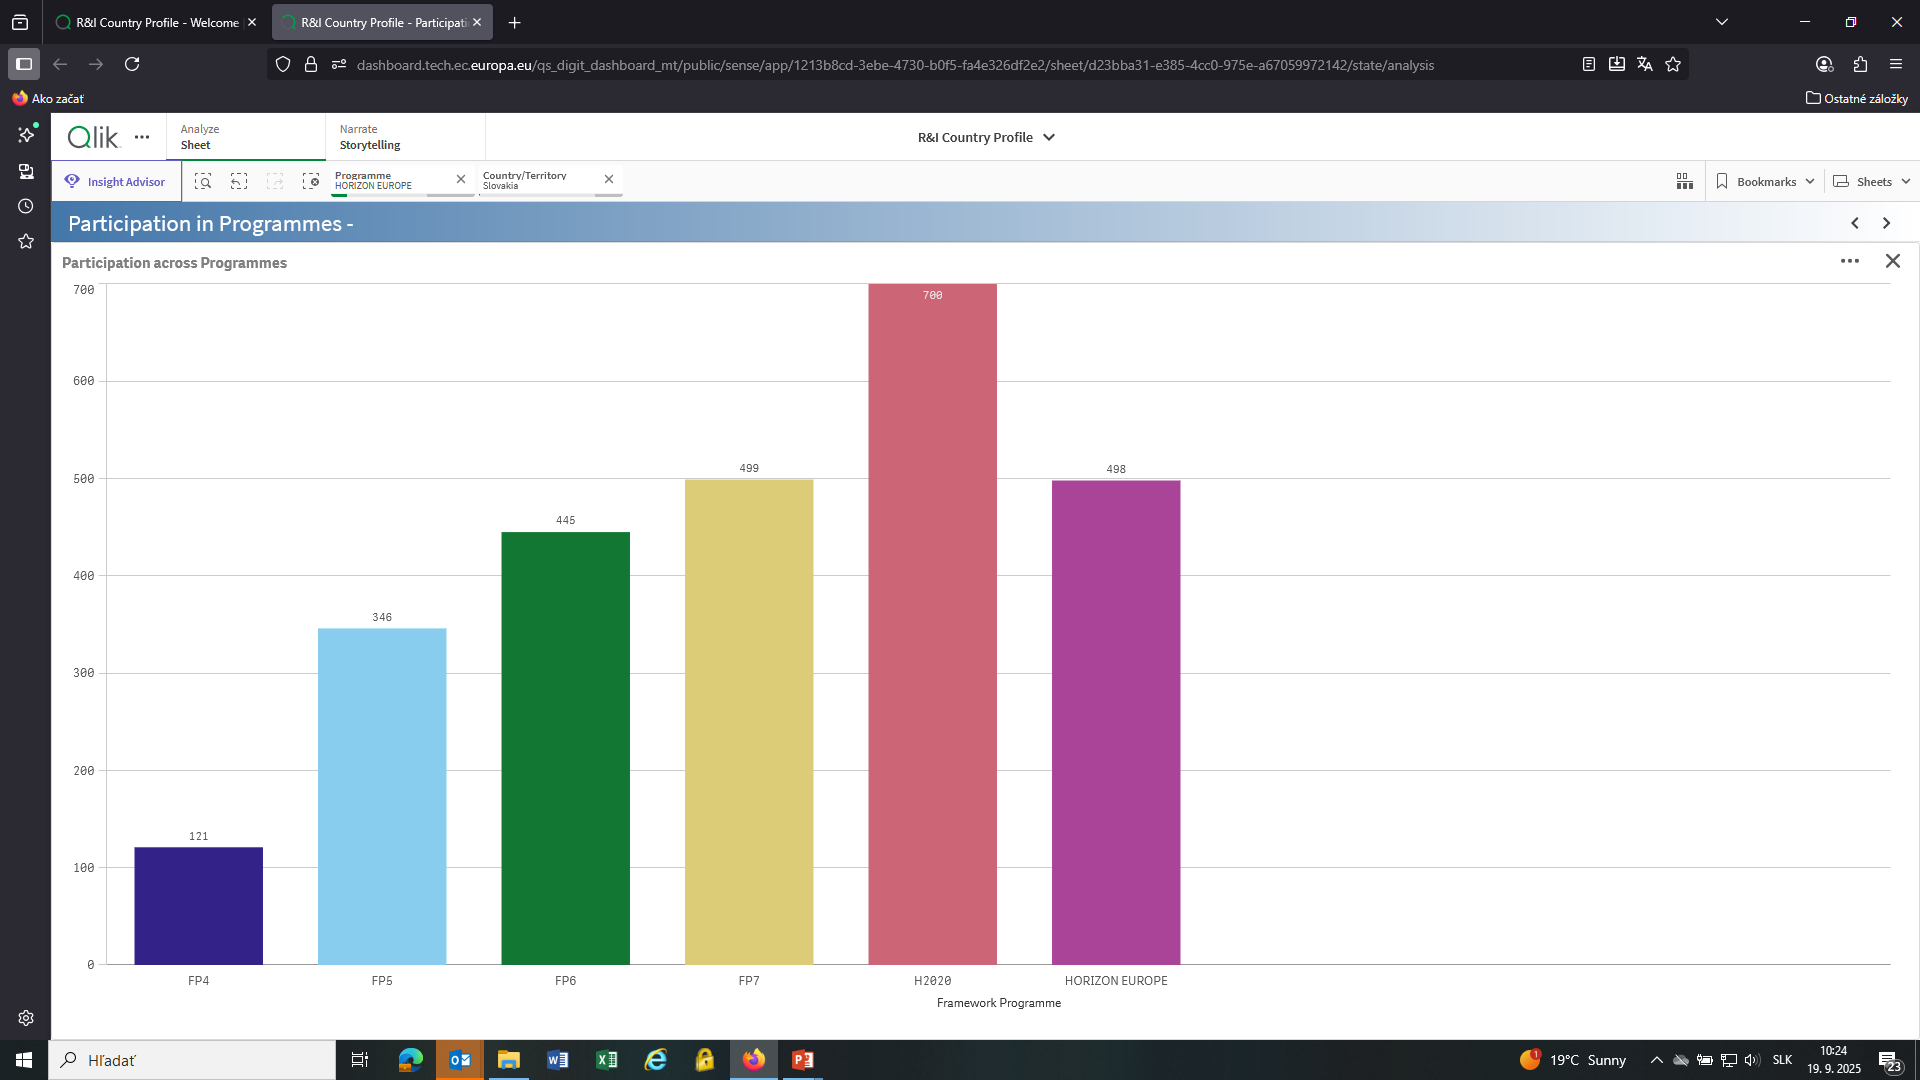 R&I Country Profile - Welcome
R&I Country Profile - Participati
dashboard.tech.ec.europa.eu/qs_digit_dashboard_mt/public/sense/app/1213b8cd-3ebe-4730-b0f5-fa4e326df2e2/sheet/d23bba31-e385-4cc0-975e-a67059972142/state/analysis
Ako začať
Ostatné záložky
Qlik
Analyze
Sheet
Narrate
Storytelling
R&I Country Profile
Insight Advisor
Programme
HORIZON EUROPE
Country/Territory
Slovakia
Bookmarks
Sheets
Participation in Programmes -
Participation across Programmes
700
600
500
400
300
200
100
0
121
346
445
499
700
498
FP4
FP5
FP6
FP7
H2020
HORIZON EUROPE
Framework Programme
Hľadať
1
19°C Sunny
SLK
10:24
19. 9. 2025
23